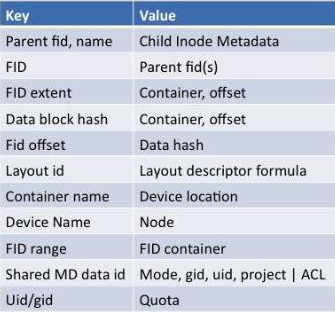 Key Value
Parent fid, name Child Inode Metadata
FID Parent fid(s)
FID extent Container, offset
Data block hash Container, offset
Fid offset Data hash
Layout id Layout descriptor formula
Container name Device location
Device Name Node
FID range FID container
Shared MD data id Mode, gid, uid, project | ACL
Uid/gid Quota